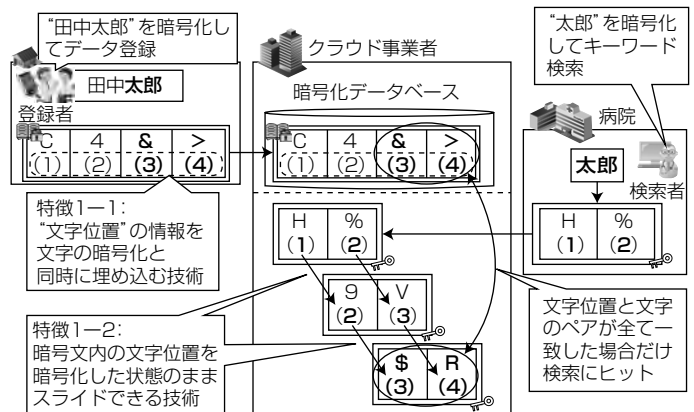 “田中太郎”を暗号化し
てデータ登録
田中太郎
登録者
C 4 & >
(1) (2) (3) (4)
特徴1―1:
“文字位置”の情報を
文字の暗号化と
同時に埋め込む技術
特徴1―2:
暗号文内の文字位置を
暗号化した状態のまま
スライドできる技術
クラウド事業者
暗号化データベース
C 4 & >
(1) (2) (3) (4)
H %
(1) (2)
9 V
(2) (3)
$ R
(3) (4)
“太郎”を暗号化
してキーワード
検索
病院
太郎
検索者
H %
(1) (2)
文字位置と文字
のペアが全て一
致した場合だけ
検索にヒット